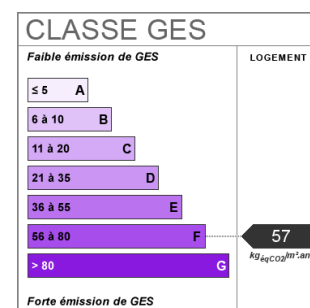 CLASSE GES
Faible émission de GES
LOGEMENT
≤ 5 A
6 à 10 B
11 à 20 C
21 à 35 D
36 à 55 E
56 à 80 F
57
kgéqCO2/m².an
> 80 G
Forte émission de GES